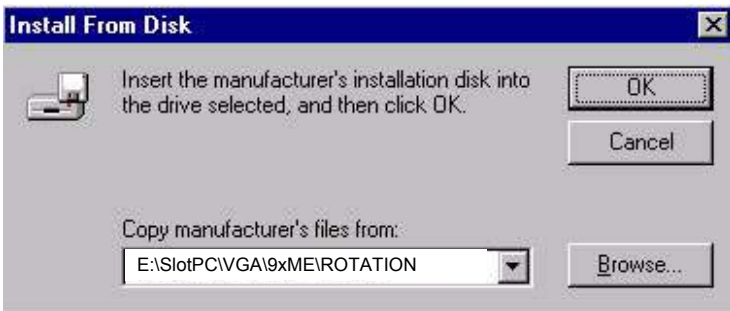 Install From Disk
Insert the manufacturer's installation disk into
the drive selected, and then click OK.
OK
Cancel
Copy manufacturer's files from:
E:\SlotPC\VGA\9xME\ROTATION
Browse...